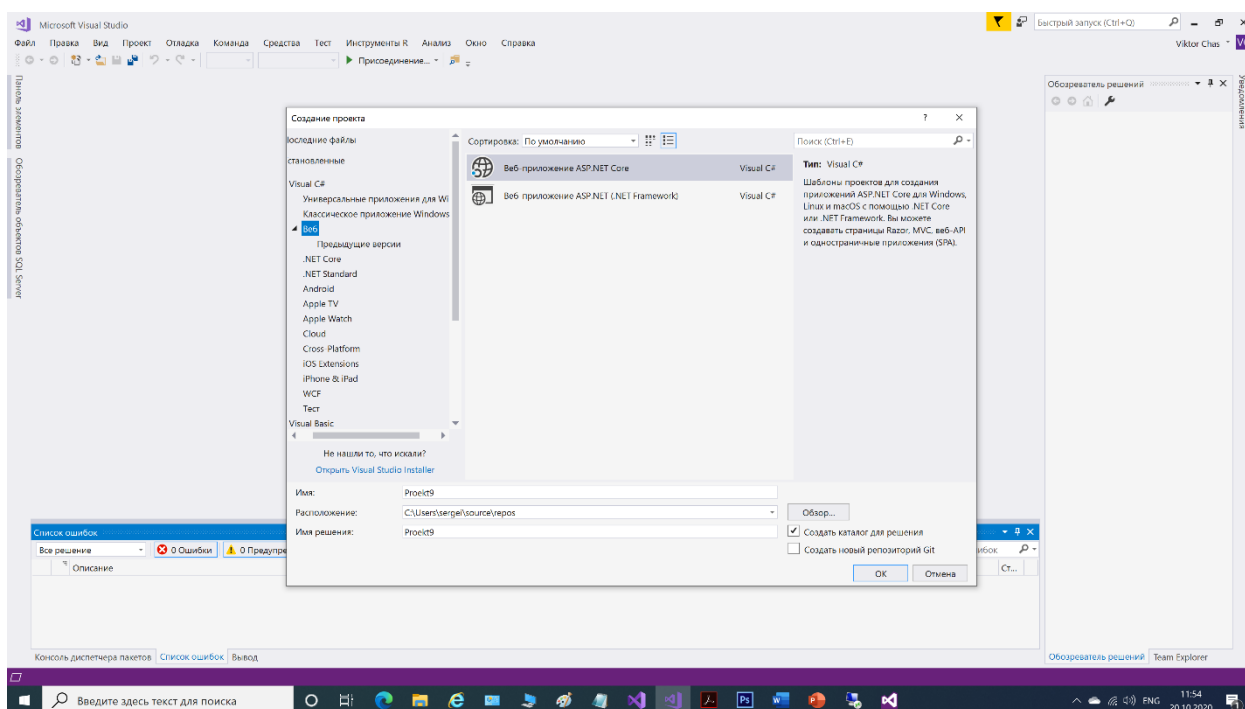 Microsoft Visual Studio
Быстрый запуск (Ctrl+Q)
Файл Правка Вид Проект Отладка Команда Средства Тест Инструменты R Анализ Окно Справка
Viktor Chas
Присоединение...
Панель элементов
Обозреватель объектов SQL Server
Обозреватель решений
Уведомления
Создание проекта
? 
Последние файлы
становленные
Visual C#
Универсальные приложения для Wi
Классическое приложение Windows
Веб
Предыдущие версии
.NET Core
.NET Standard
Android
Apple TV
Apple Watch
Cloud
Cross-Platform
iOS Extensions
iPhone & iPad
WCF
Тест
Visual Basic
Не нашли то, что искали?
Открыть Visual Studio Installer
Сортировка: По умолчанию
Веб-приложение ASP.NET Core Visual C#
Веб-приложение ASP.NET (.NET Framework) Visual C#
Поиск (Ctrl+E)
Тип: Visual C#
Шаблоны проектов для создания
приложений ASP.NET Core для Windows,
Linux и macOS с помощью .NET Core
или .NET Framework. Вы можете
создавать страницы Razor, MVC, веб-API
и одностраничные приложения (SPA).
Имя: Proekt9
Расположение: C:\Users\sergei\source\repos
Обзор...
Имя решения: Proekt9
Создать каталог для решения
Создать новый репозиторий Git
ОК Отмена
Список ошибок
Все решение 0 Ошибки 0 Предупре
ибок
Описание
Ст...
Консоль диспетчера пакетов Список ошибок Вывод
Обозреватель решений Team Explorer
Введите здесь текст для поиска
Ps
ENG
11:54
20.10.2020